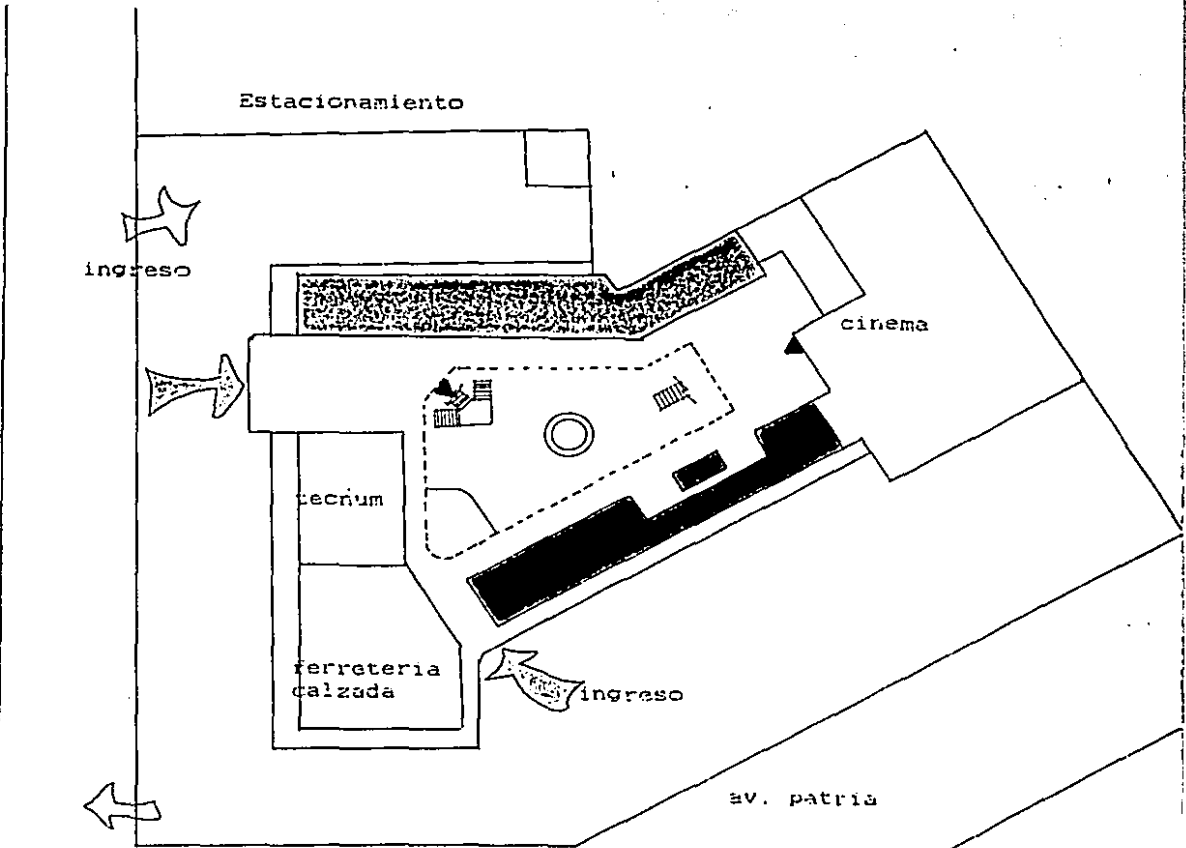 Estacionamiento
ingreso
cinema
tecnum
ferreteria
calzada
ingreso
av. patria